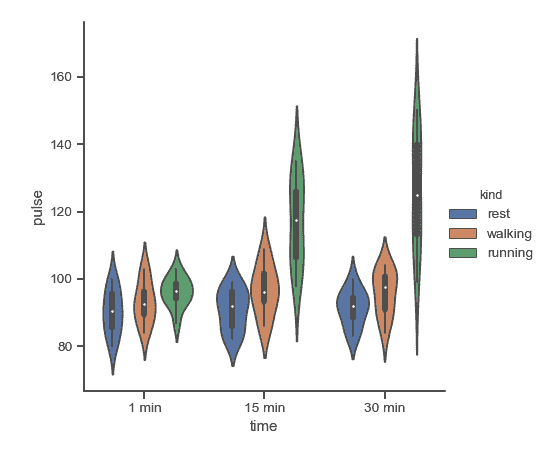 160
140
120
100
80
pulse
1 min
15 min
30 min
time
kind
rest
walking
running